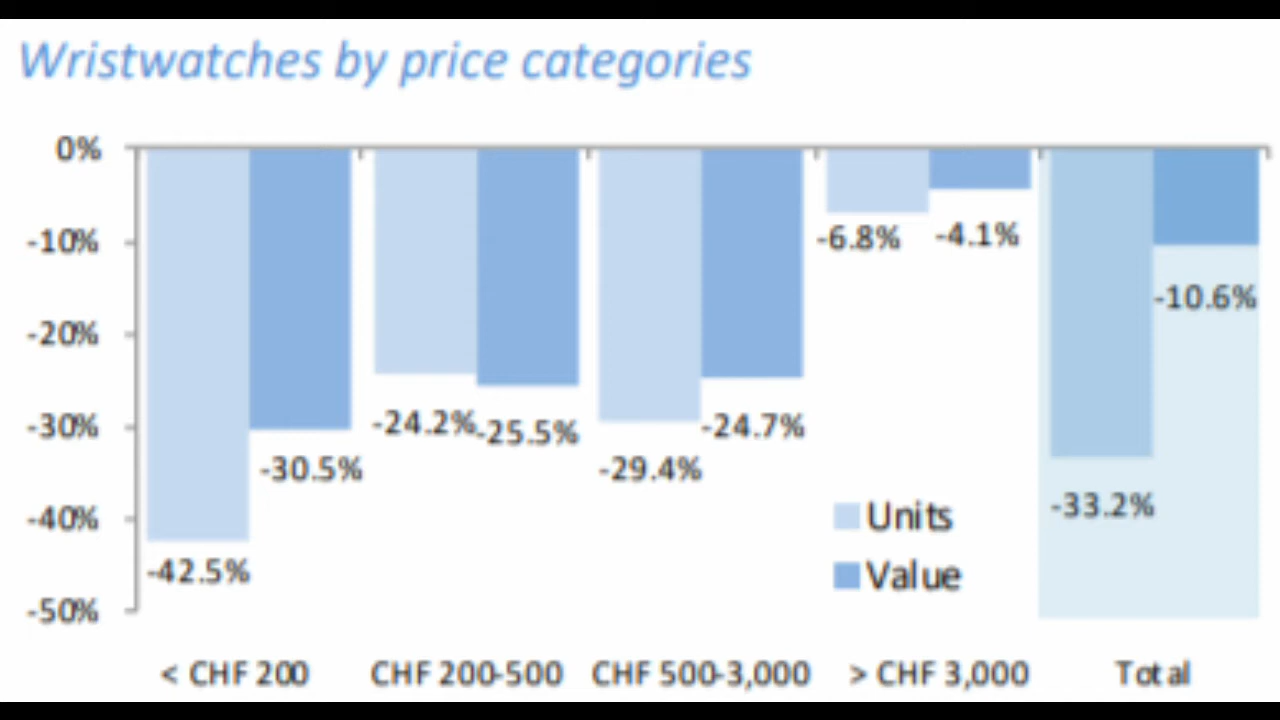 Wristwatches by price categories
0%
-10%
-20%
-30%
-40%
-50%
-42.5%
-30.5%
-24.2%
-25.5%
-29.4%
-24.7%
-6.8%
-4.1%
-33.2%
-10.6%
Units
Value
< CHF 200
CHF 200-500
CHF 500-3,000
> CHF 3,000
Total